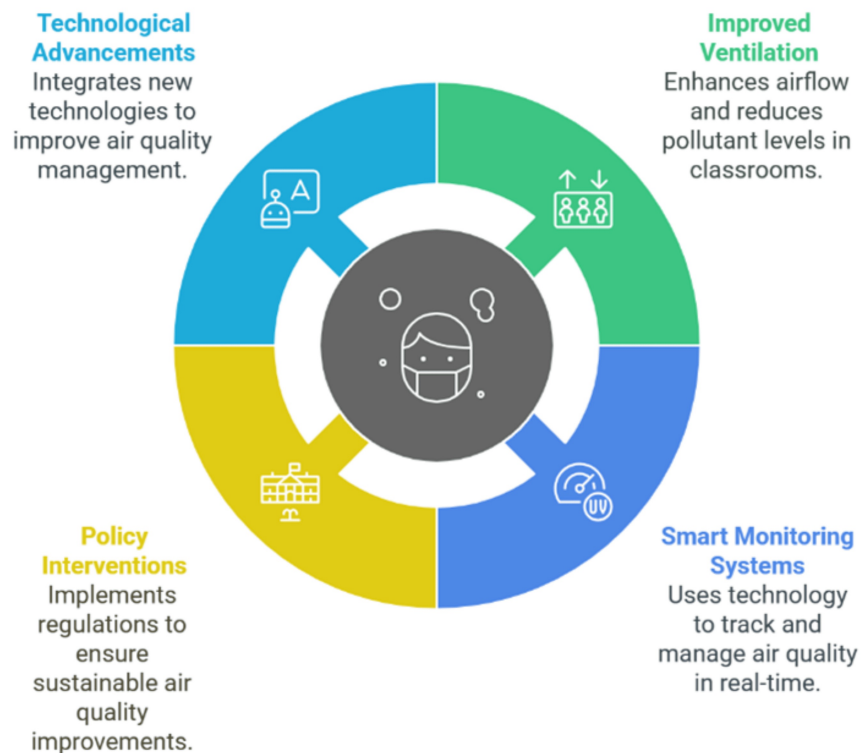 Technological
Advancements
Integrates new
technologies to
improve air quality
management.
Improved
Ventilation
Enhances airflow
and reduces
pollutant levels in
classrooms.
A
UV
Policy
Interventions
Implements
regulations to
ensure
sustainable air
quality
improvements.
Smart Monitoring
Systems
Uses technology
to track and
manage air quality
in real-time.